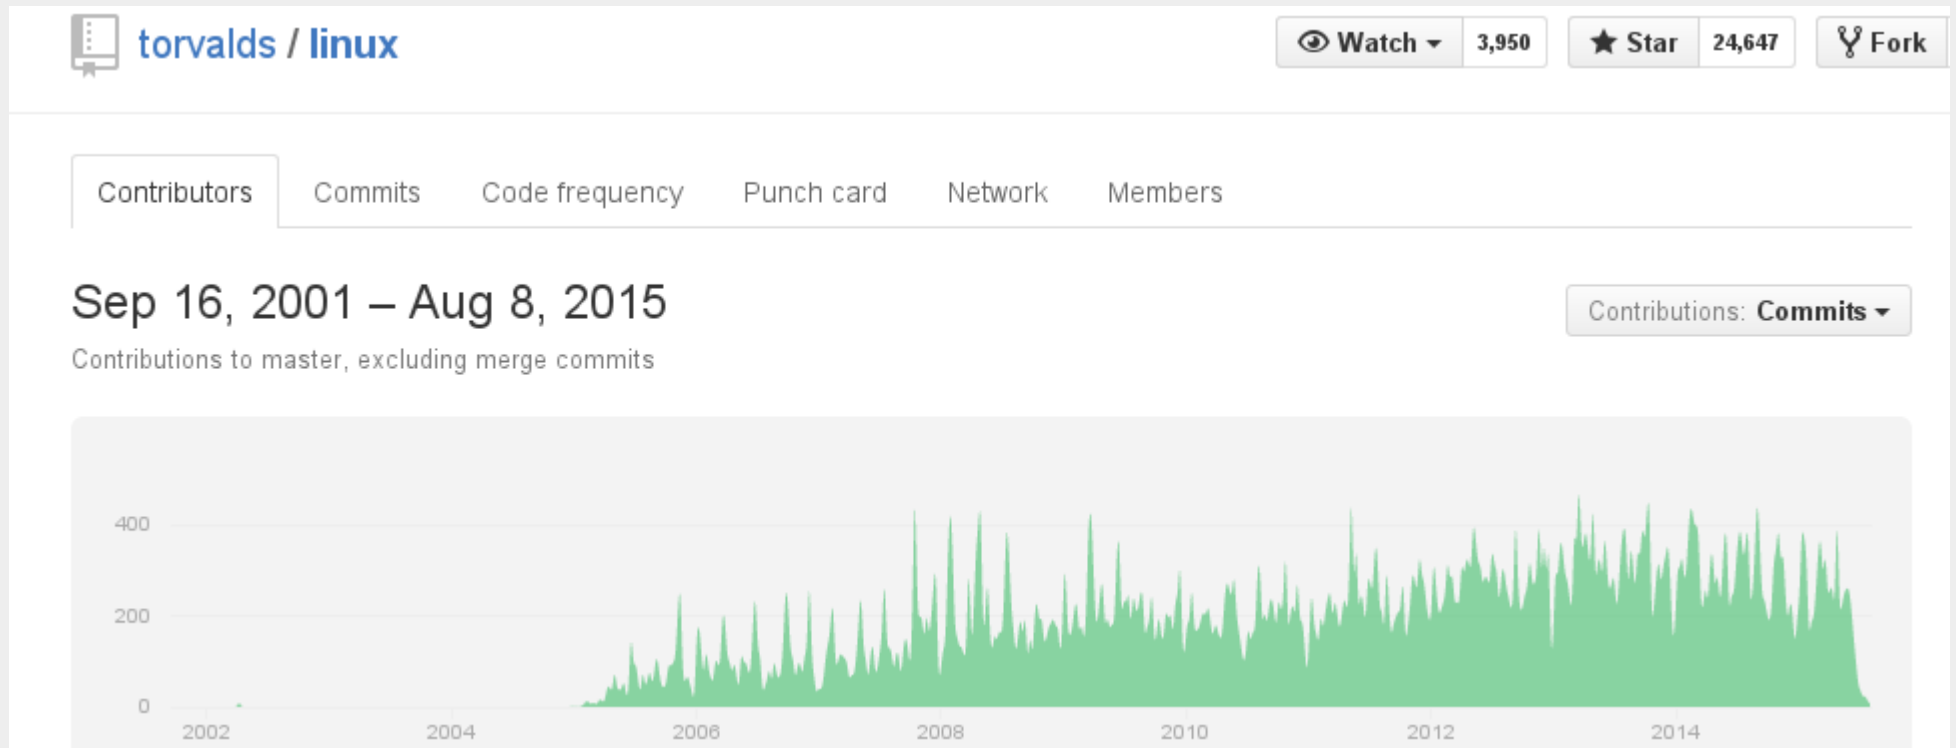 torvalds / linux
Watch 3,950 Star 24,647 Fork
Contributors Commits Code frequency Punch card Network Members
Sep 16, 2001 – Aug 8, 2015
Contributions: Commits
Contributions to master, excluding merge commits
400
200
0
2002 2004 2006 2008 2010 2012 2014